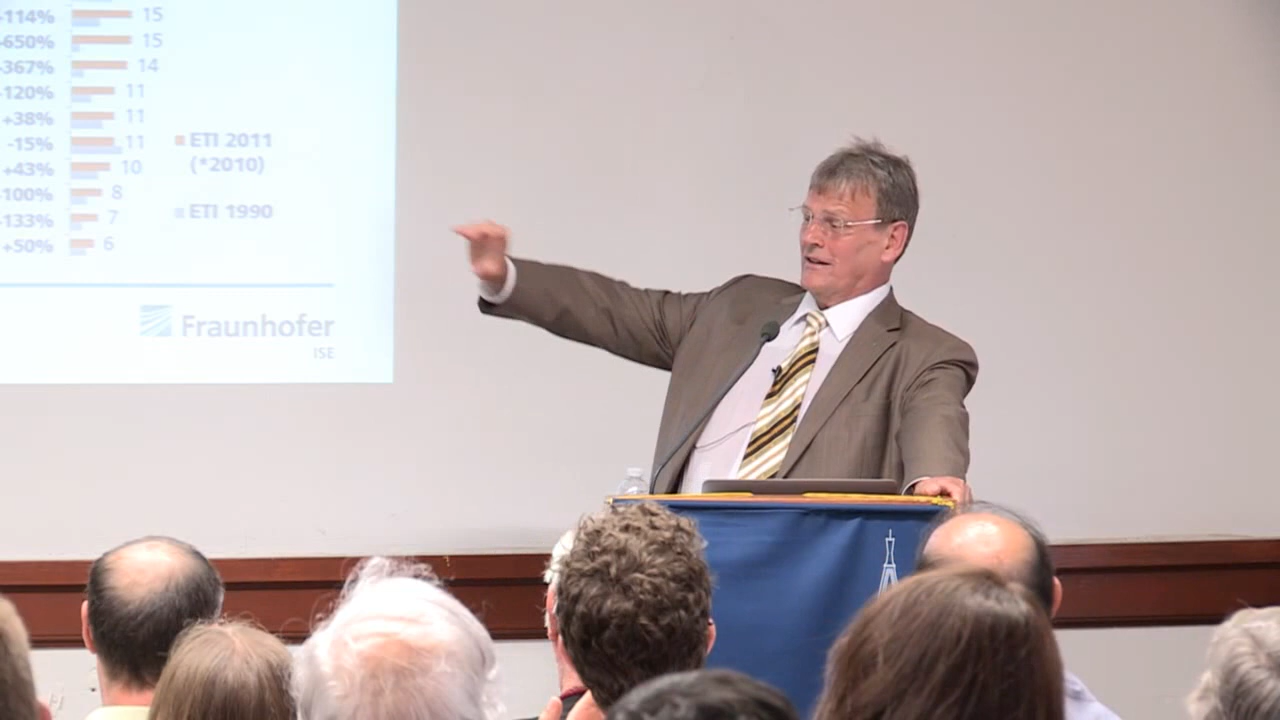 -114% 15
-650% 15
-367% 14
-120% 11
+38% 11
-15% 11
+43% 10
100% 8
-133% 7
+50% 6
ETI 2011
(*2010)
ETI 1990
Fraunhofer
ISE